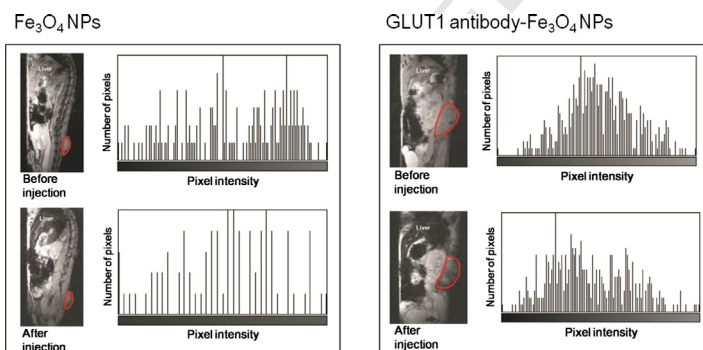 Fe₃O₄ NPs
Liver
Number of pixels
Before
injection
Pixel intensity
Liver
Number of pixels
After
injection
Pixel intensity
GLUT1 antibody-Fe₃O₄ NPs
Liver
Number of pixels
Before
injection
Pixel intensity
Liver
Number of pixels
After
injection
Pixel intensity